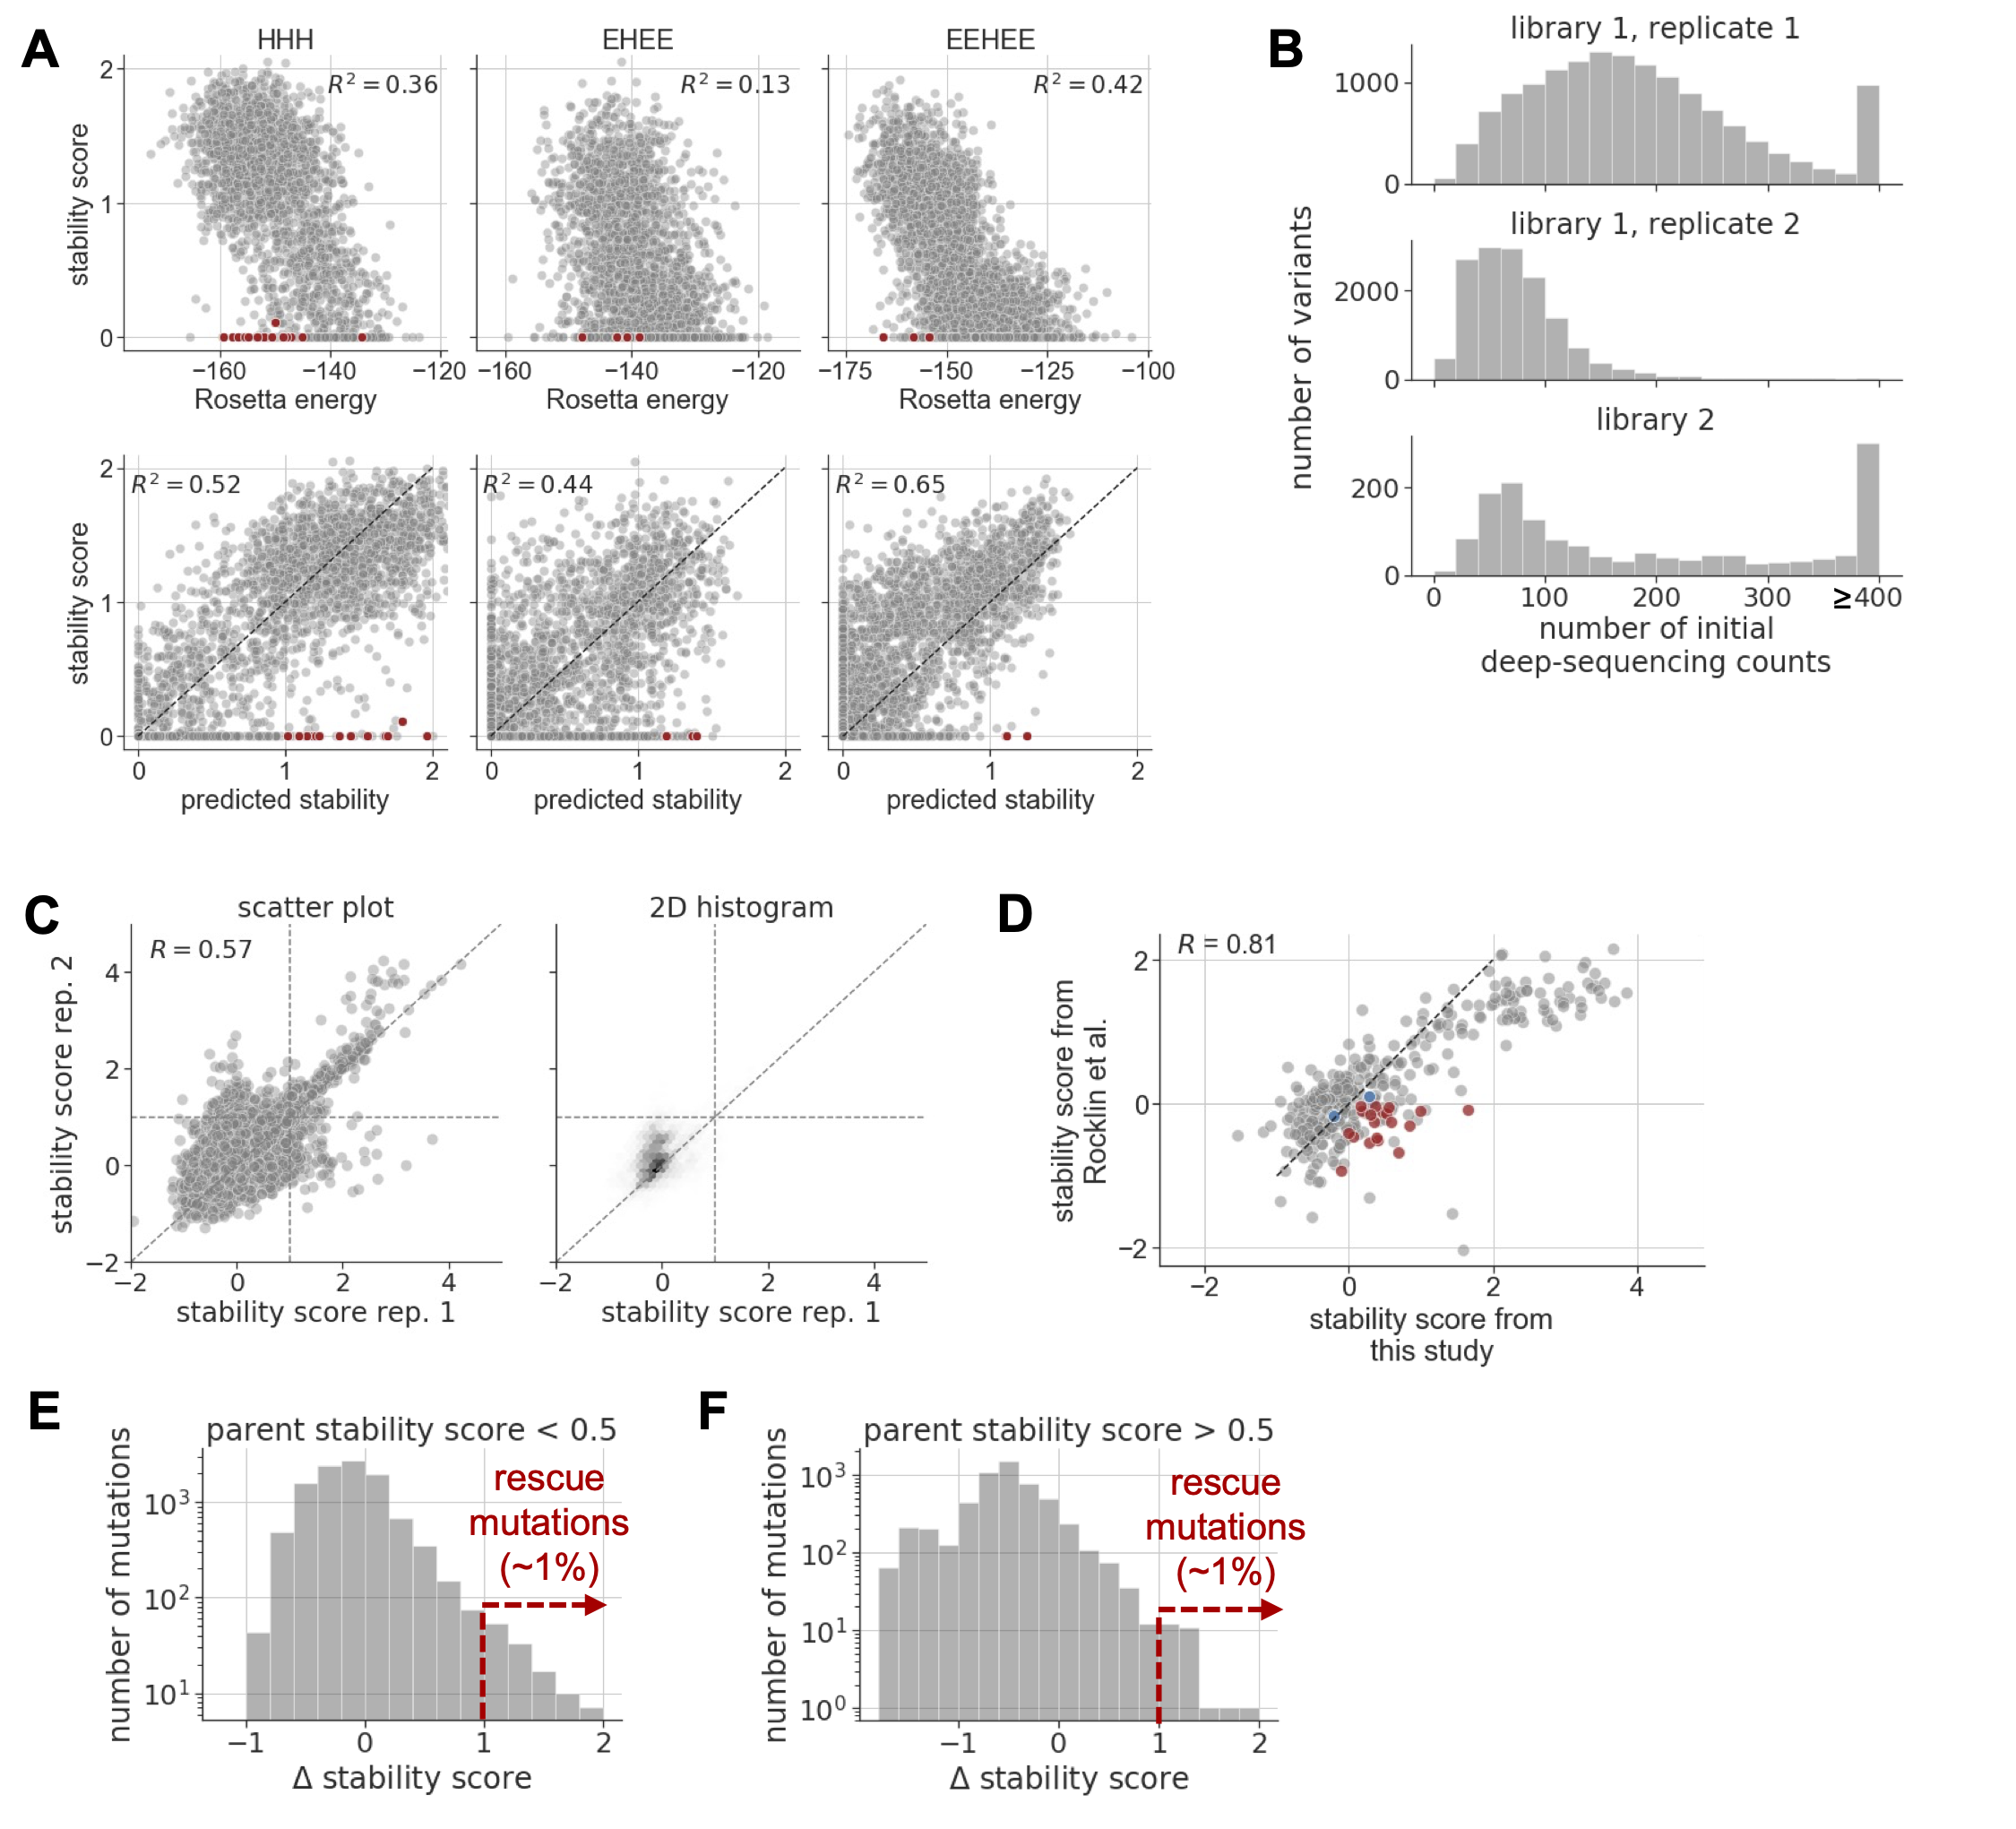 A
HHH
EHEE
EEHEE
R² = 0.36
R² = 0.13
R² = 0.42
stability score
2
1
0
−160
−140
−120
−160
−140
−120
−175
−150
−125
−100
Rosetta energy
Rosetta energy
Rosetta energy
R² = 0.52
R² = 0.44
R² = 0.65
stability score
2
1
0
0
1
2
0
1
2
0
1
2
predicted stability
predicted stability
predicted stability
B
library 1, replicate 1
1000
0
library 1, replicate 2
2000
0
library 2
200
0
number of variants
0
100
200
300
≥400
number of initial
deep-sequencing counts
C
scatter plot
2D histogram
R = 0.57
stability score rep. 2
4
2
0
−2
−2
0
2
4
−2
0
2
4
stability score rep. 1
stability score rep. 1
D
R = 0.81
stability score from
Rocklin et al.
2
0
−2
−2
0
2
4
stability score from
this study
E
parent stability score < 0.5
rescue
mutations
(~1%)
number of mutations
10³
10²
10¹
−1
0
1
2
Δ stability score
F
parent stability score > 0.5
rescue
mutations
(~1%)
number of mutations
10³
10²
10¹
10⁰
−1
0
1
2
Δ stability score